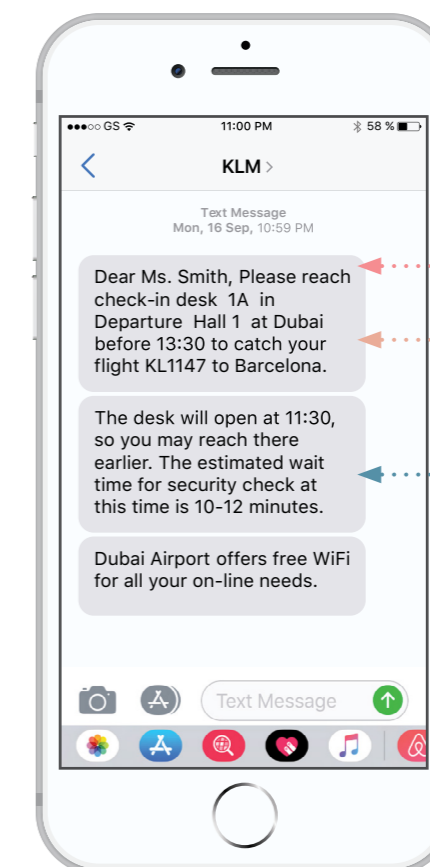 ●●●○○ GS 11:00 PM 58 %
KLM >
Text Message
Mon, 16 Sep, 10:59 PM
Dear Ms. Smith, Please reach
check-in desk 1A in
Departure Hall 1 at Dubai
before 13:30 to catch your
flight KL1147 to Barcelona.
The desk will open at 11:30,
so you may reach there
earlier. The estimated wait
time for security check at
this time is 10-12 minutes.
Dubai Airport offers free WiFi
for all your on-line needs.
Text Message